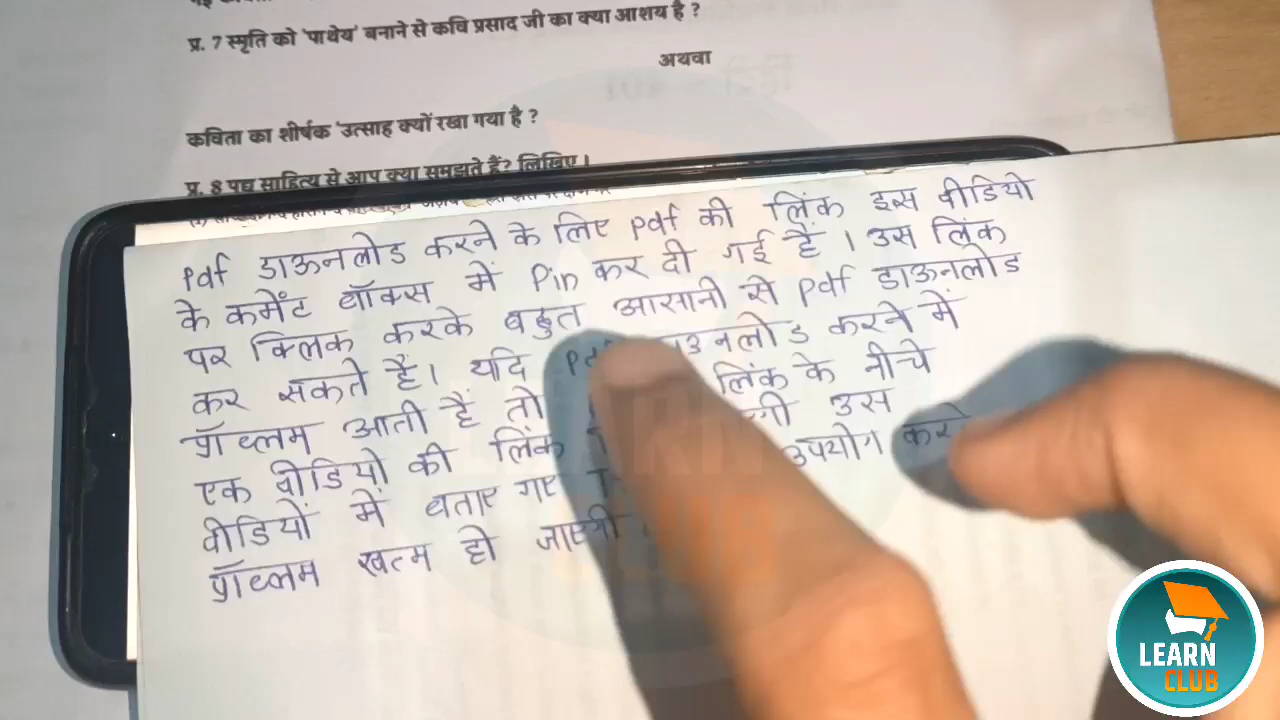 प्र. 7 स्मृति को 'पाथेय' बनाने से कवि प्रसाद जी का क्या आशय है ?
अथवा
कविता का शीर्षक 'उत्साह क्यों रखा गया है ?
प्र. 8 पद्य साहित्य से आप क्या समझते हैं? लिखिए।
Pdf डाऊनलोड करने के लिए Pdf की लिंक इस वीडियो
के कमेंट बॉक्स में Pin कर दी गई है । उस लिंक
पर क्लिक करके बहुत आसानी से Pdf डाऊनलोड
कर सकते हैं। यदि करने में
प्रॉब्लम आती है तो लिंक के नीचे
एक वीडियो की लिंक उस
वीडियों में बताए गए उपयोग करो
प्रॉब्लम खत्म हो जाएगी
LEARN
CLUB